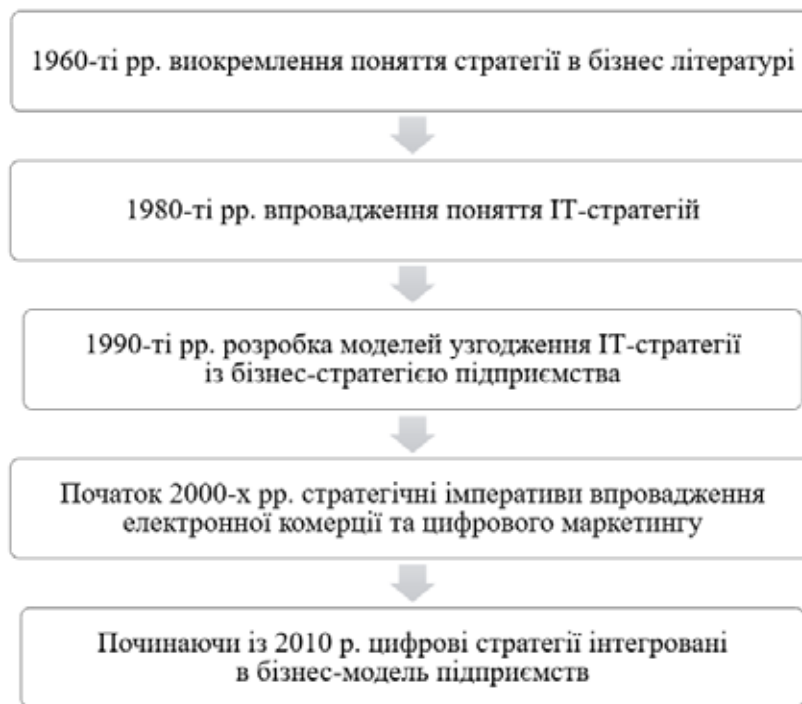 1960-ті рр. виокремлення поняття стратегії в бізнес літературі
1980-ті рр. впровадження поняття ІТ-стратегій
1990-ті рр. розробка моделей узгодження ІТ-стратегії
із бізнес-стратегією підприємства
Початок 2000-х рр. стратегічні імперативи впровадження
електронної комерції та цифрового маркетингу
Починаючи із 2010 р. цифрові стратегії інтегровані
в бізнес-модель підприємств